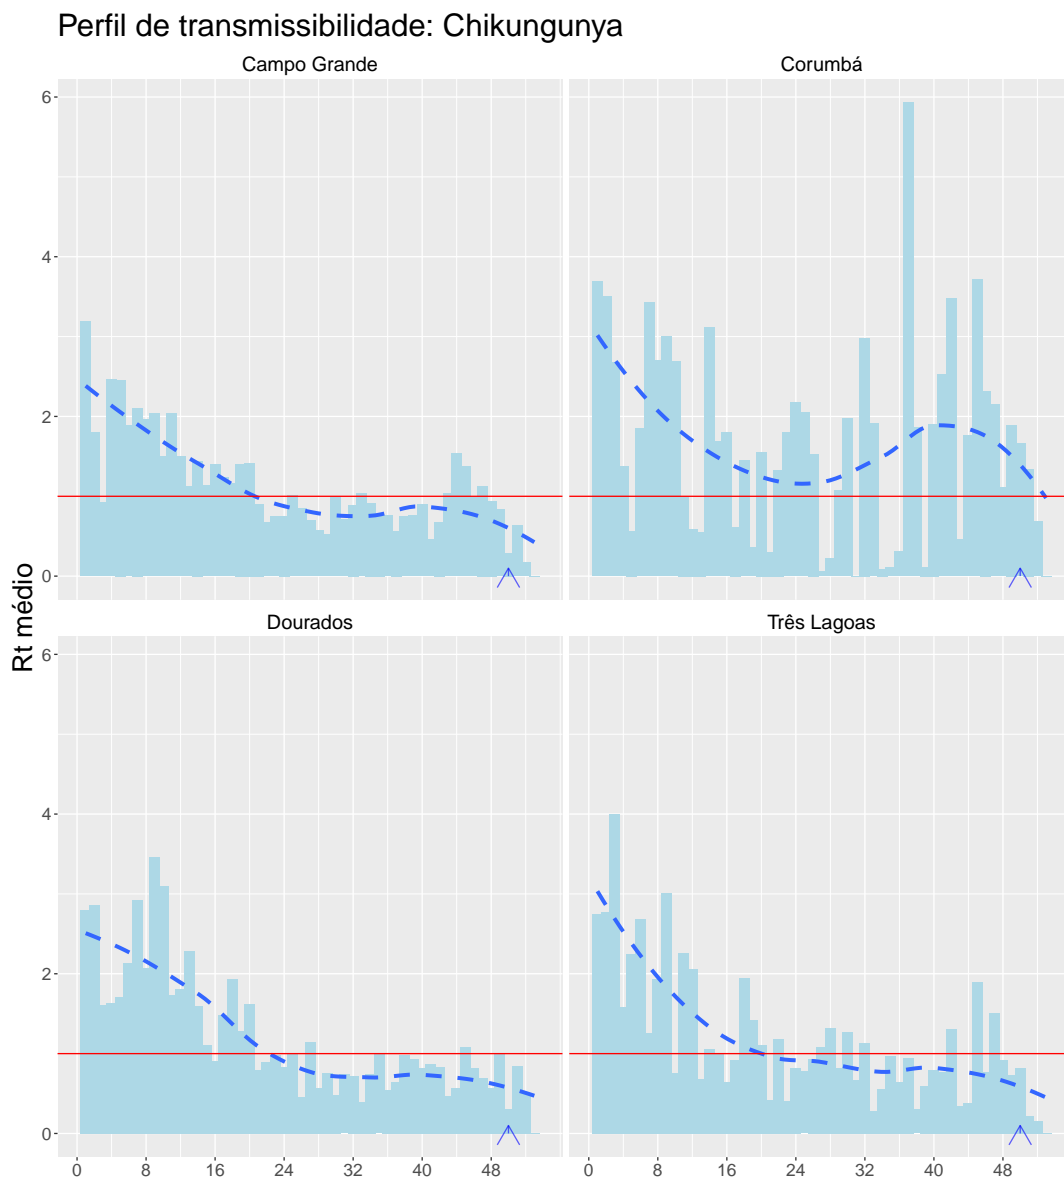 Perfil de transmissibilidade: Chikungunya
Campo Grande
Corumbá
6
4
2
0
Rt médio
Dourados
Três Lagoas
6
4
2
0
0 8 16 24 32 40 48
0 8 16 24 32 40 48